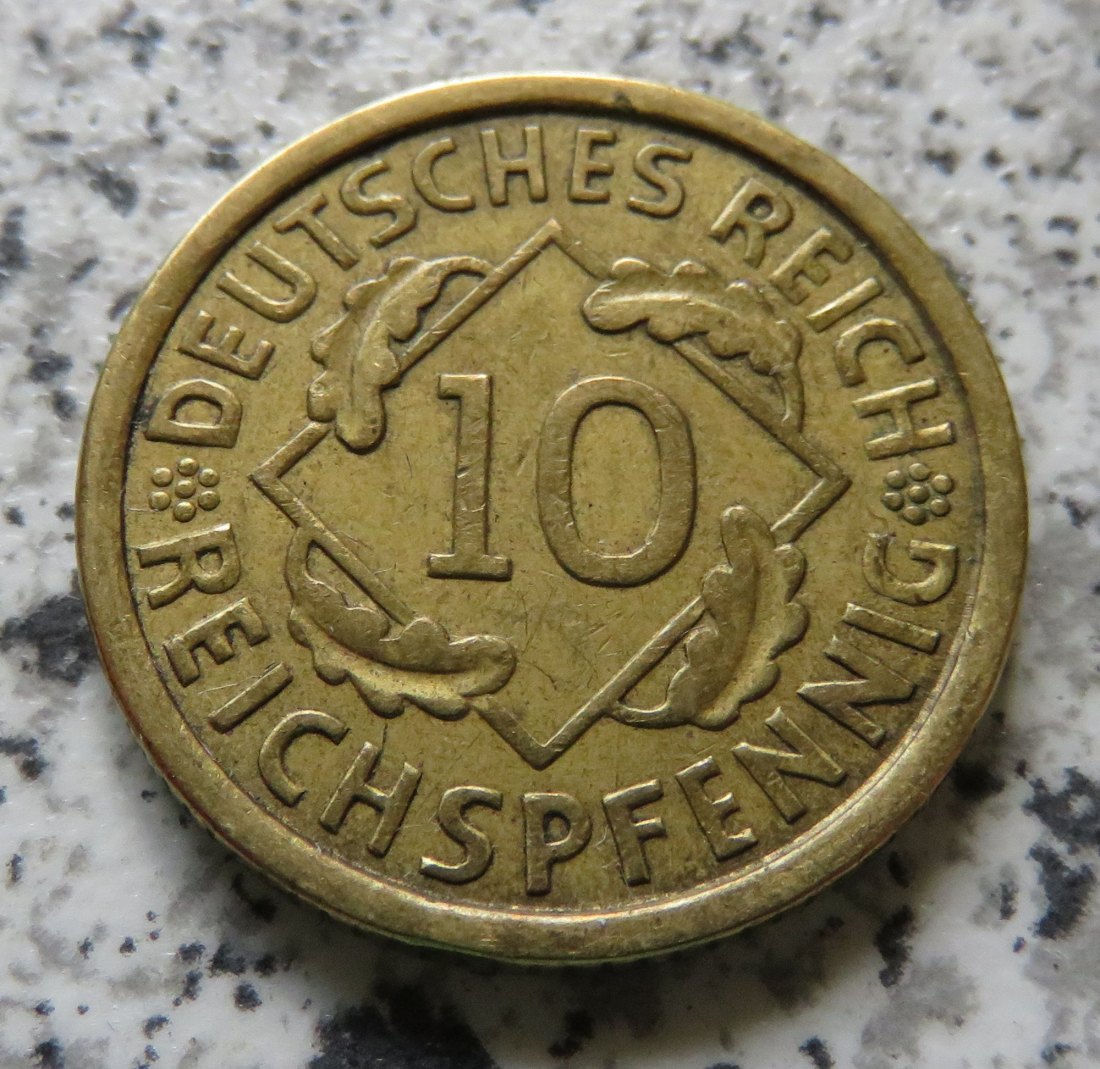 DEUTSCHES REICH
10
REICHSPFENNIG